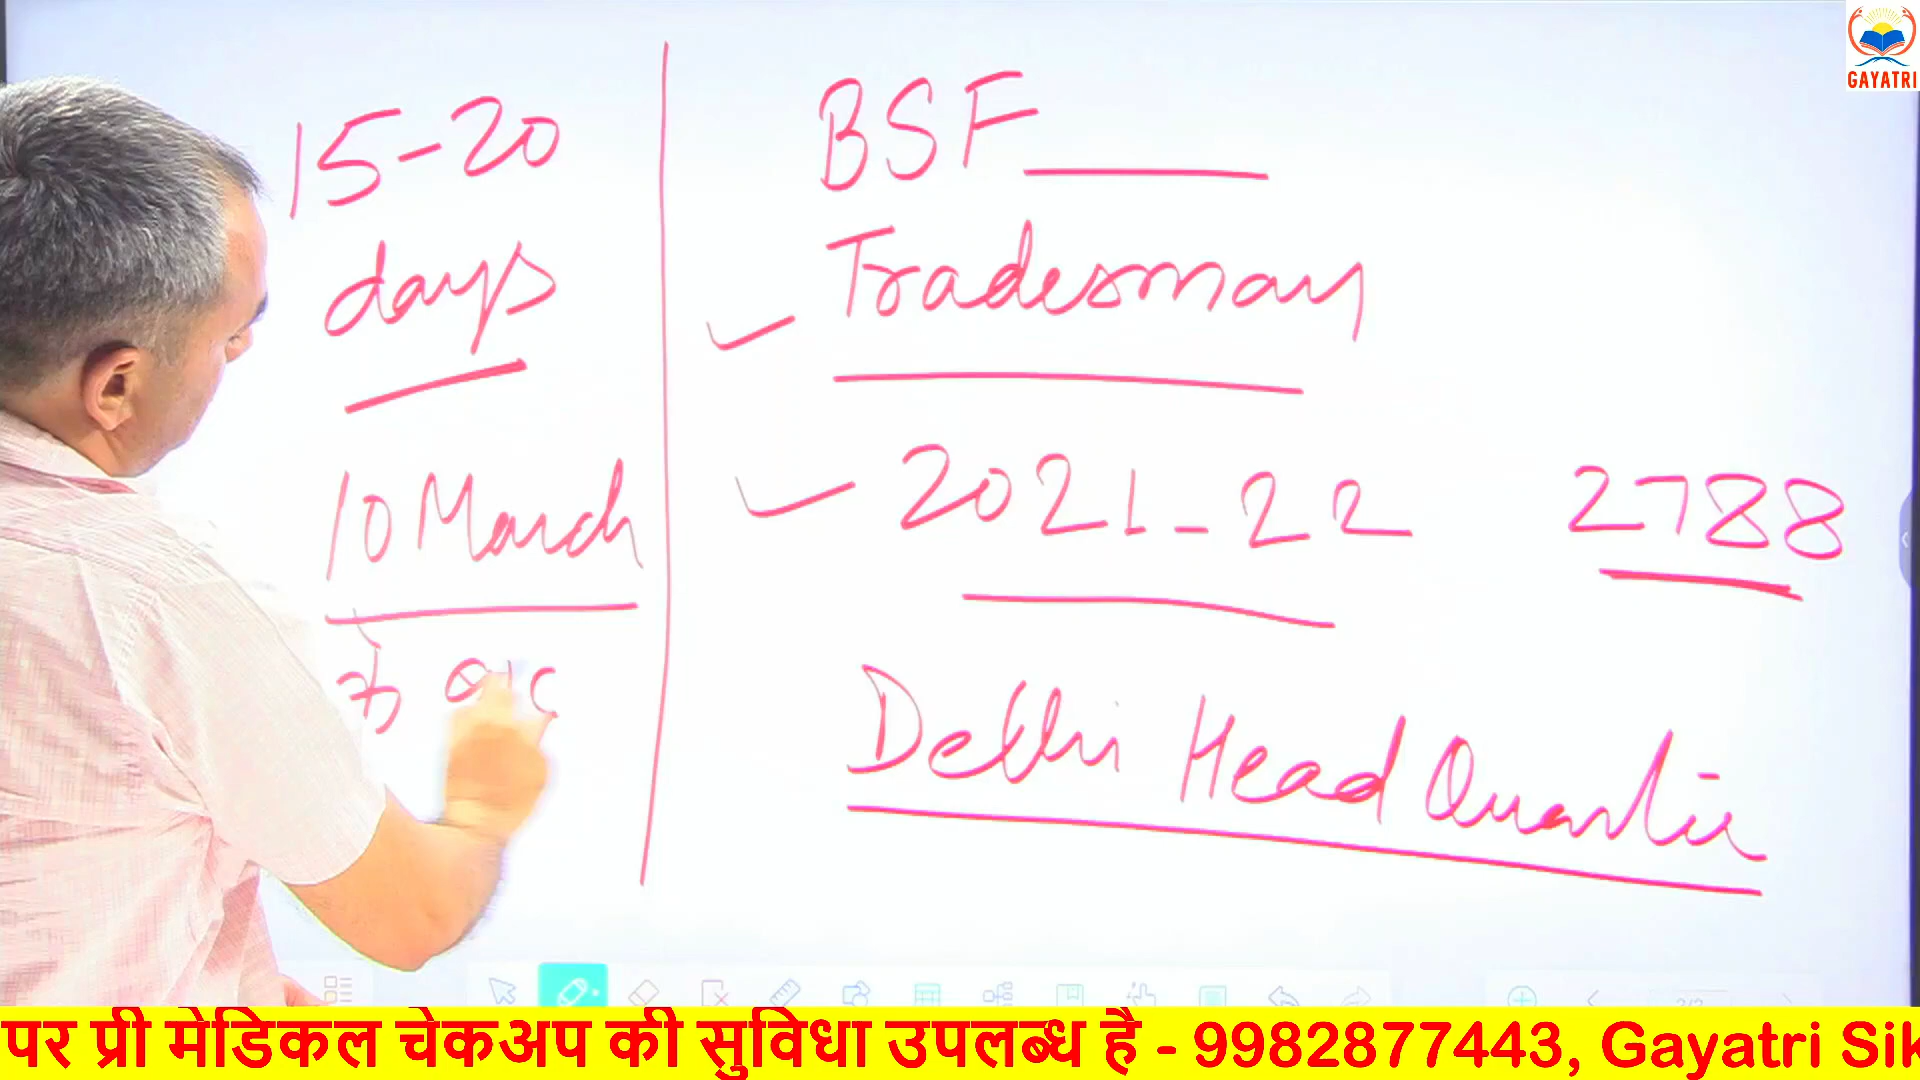 15-20
days
10 March
के बा
BSF
Tradesman
2021-22 2788
Delhi Head Quarter
GAYATRI
पर प्री मेडिकल चेकअप की सुविधा उपलब्ध है - 9982877443, Gayatri Sik